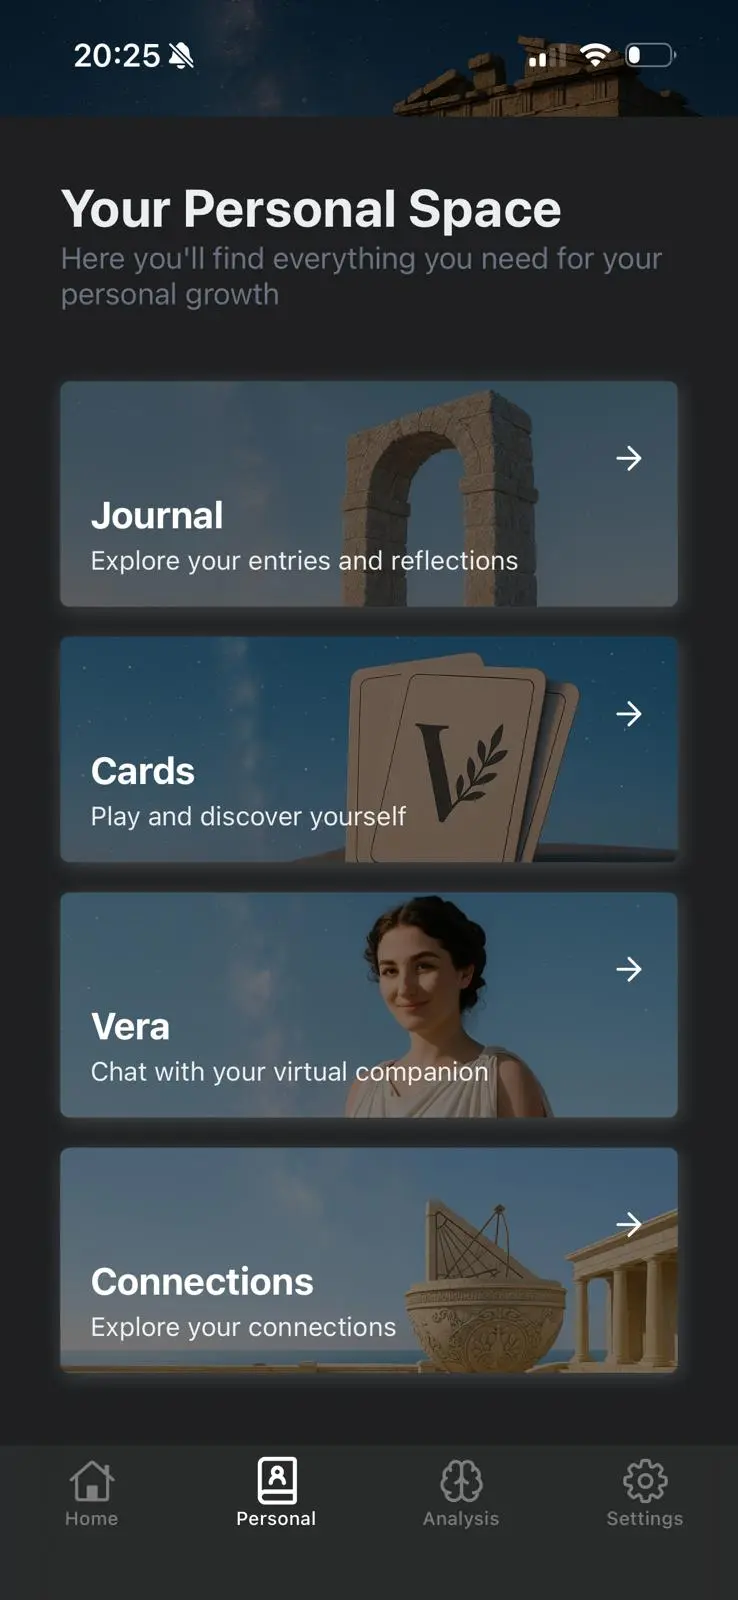 20:25
Your Personal Space
Here you'll find everything you need for your
personal growth
Journal
Explore your entries and reflections
V
Cards
Play and discover yourself
Vera
Chat with your virtual companion
Connections
Explore your connections
Home
Personal
Analysis
Settings